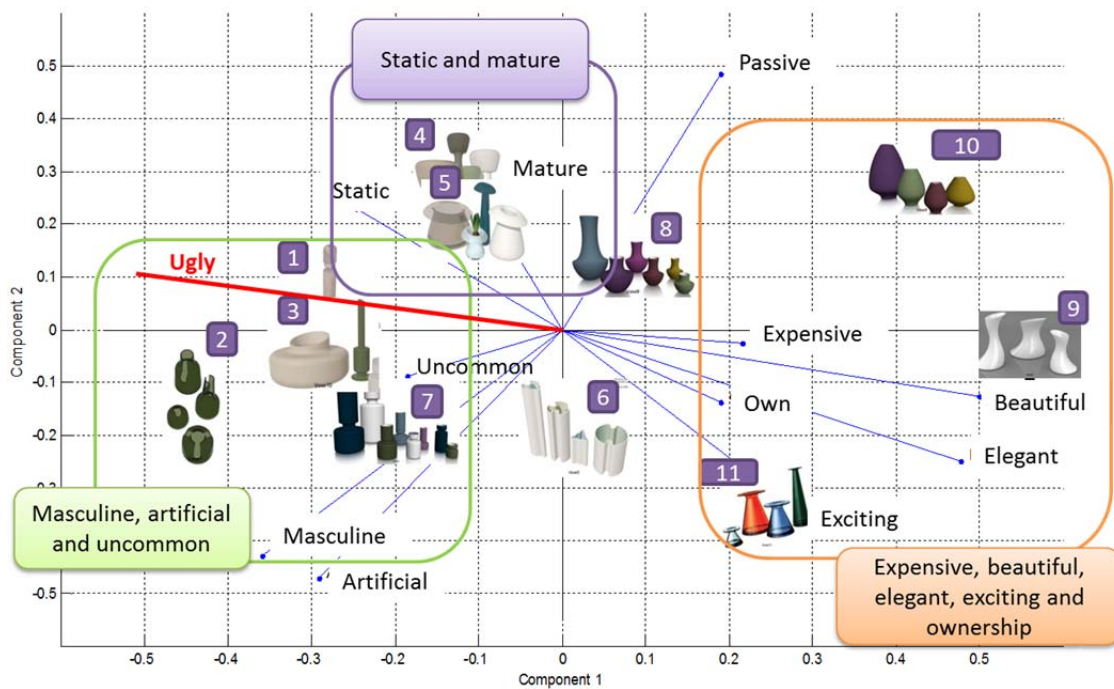 0.5
0.4
0.3
0.2
0.1
0
-0.1
-0.2
-0.5
Component 2
Static and mature
Passive
4
10
5
Mature
Static
8
1
Ugly
3
2
Expensive
9
Uncommon
7
6
Own
Beautiful
Elegant
11
Masculine, artificial
and uncommon
Masculine
Exciting
Artificial
Expensive, beautiful,
elegant, exciting and
ownership
-0.5
-0.4
-0.3
-0.2
-0.1
0
0.1
0.2
0.3
0.4
0.5
Component 1